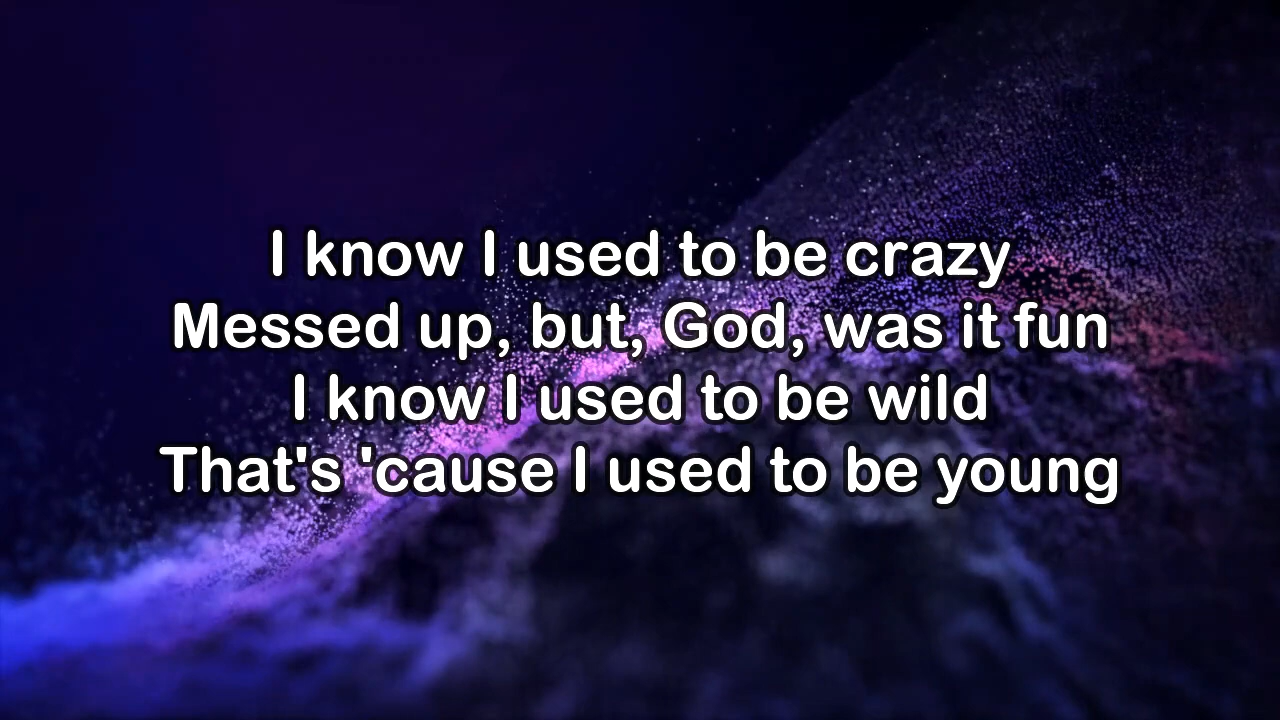 I know I used to be crazy
Messed up, but, God, was it fun
I know I used to be wild
That's 'cause I used to be young